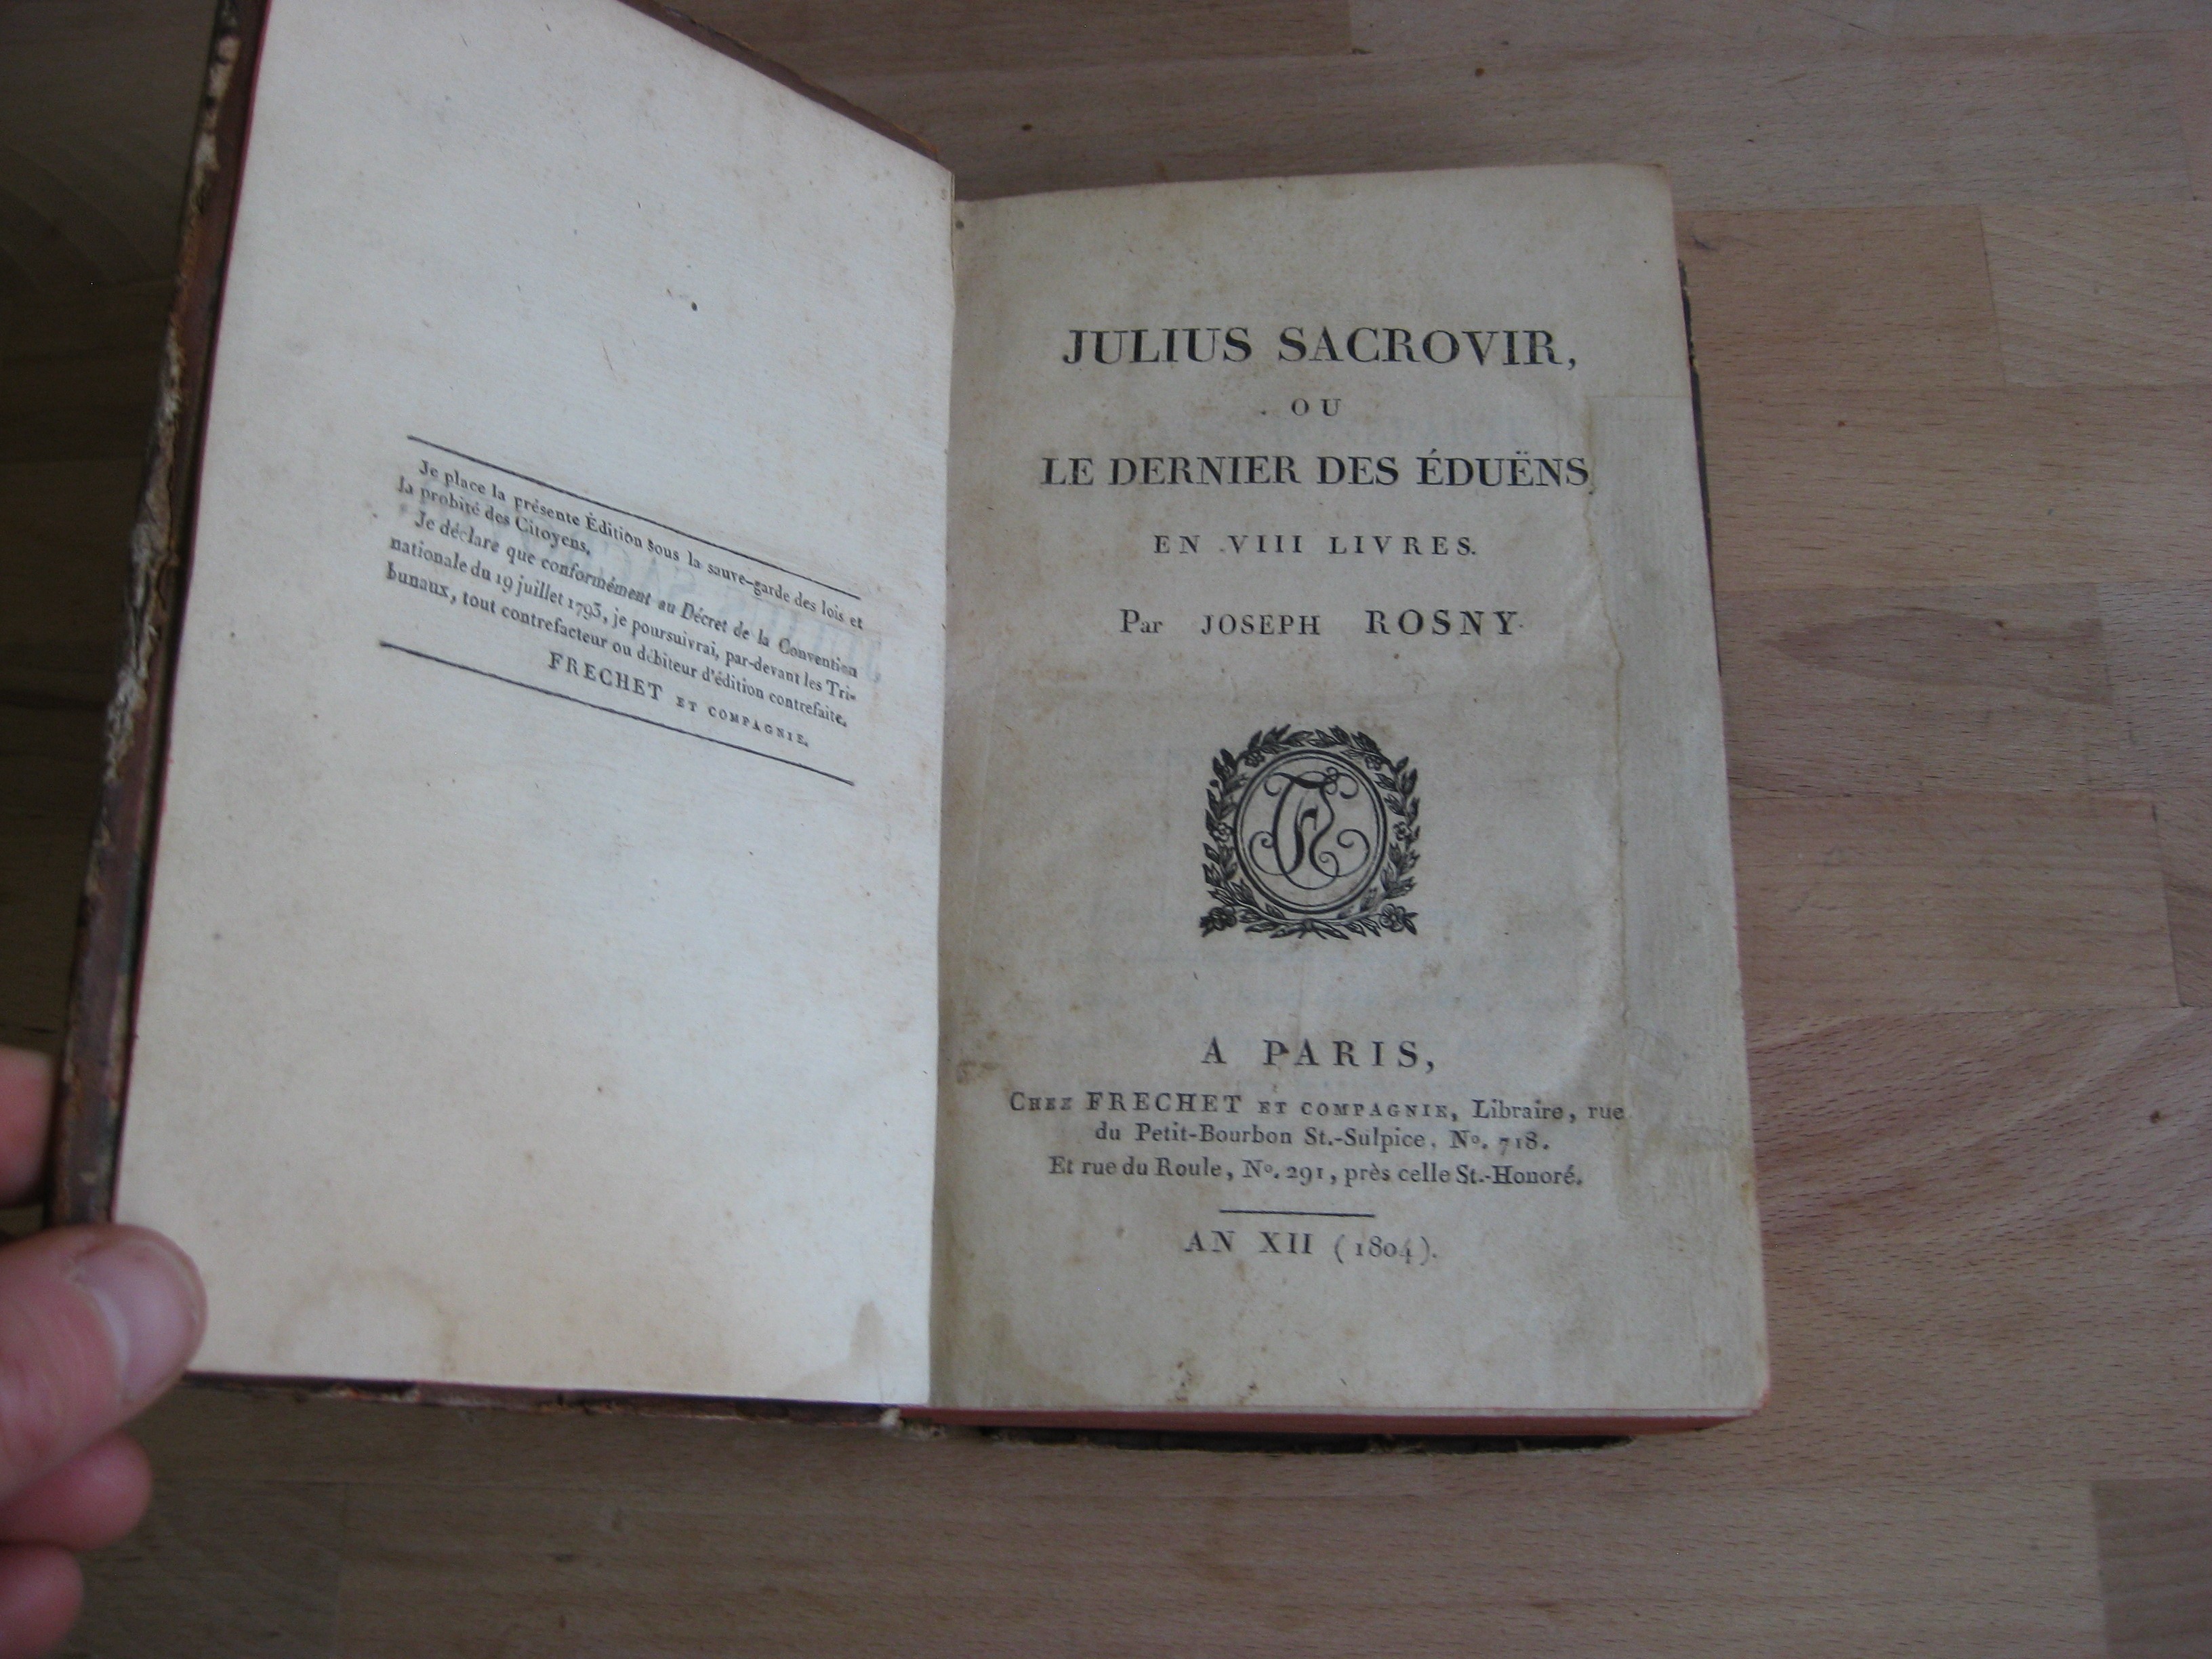 Je place la présente Édition sous la sauve-garde des lois et
la probité des Citoyens.
Je déclare que conformément au Décret de la Convention
nationale du 19 juillet 1793, je poursuivrai, par-devant les Tri-
bunaux, tout contrefacteur ou débiteur d'édition contrefaite.
FRECHET ET COMPAGNIE.
JULIUS SACROVIR,
OU
LE DERNIER DES ÉDUËNS,
EN VIII LIVRES.
Par JOSEPH ROSNY.
A PARIS,
CHEZ FRECHET ET COMPAGNIE, Libraire, rue
du Petit-Bourbon St.-Sulpice, Nº. 718.
Et rue du Roule, Nº. 291, près celle St.-Honoré.
AN XII (1804).